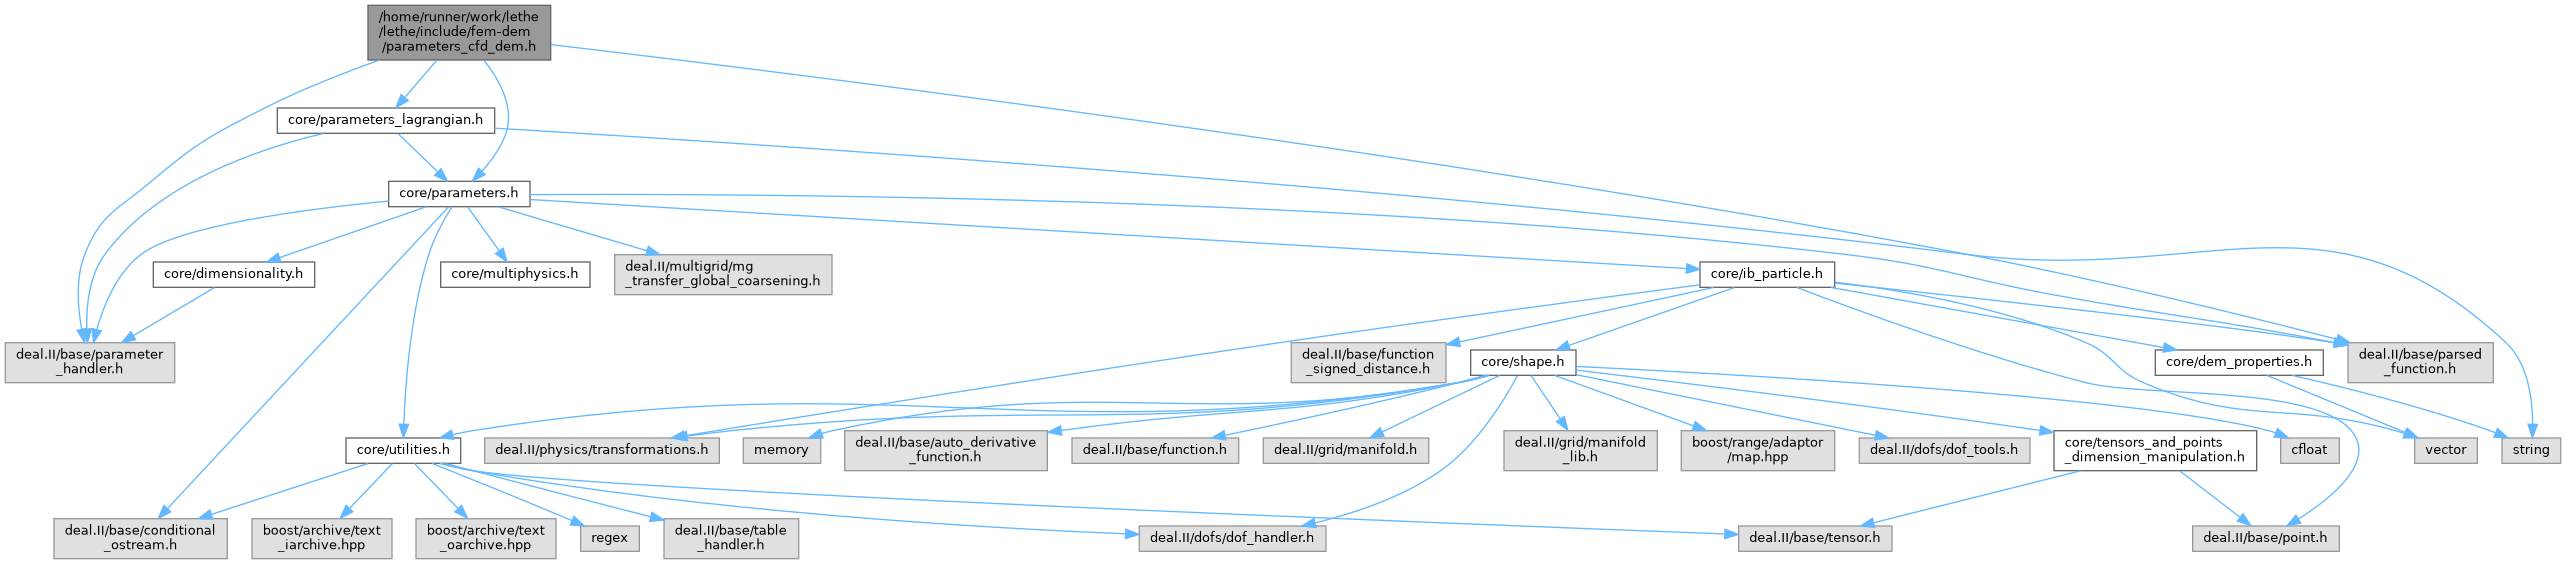 /home/runner/work/lethe
/lethe/include/fem-dem
/parameters_cfd_dem.h
core/parameters_lagrangian.h
core/parameters.h
core/dimensionality.h
core/multiphysics.h
deal.II/multigrid/mg
_transfer_global_coarsening.h
core/ib_particle.h
deal.II/base/parameter
_handler.h
deal.II/base/function
_signed_distance.h
core/shape.h
core/dem_properties.h
deal.II/base/parsed
_function.h
core/utilities.h
deal.II/physics/transformations.h
memory
deal.II/base/auto_derivative
_function.h
deal.II/base/function.h
deal.II/grid/manifold.h
deal.II/grid/manifold
_lib.h
boost/range/adaptor
/map.hpp
deal.II/dofs/dof_tools.h
core/tensors_and_points
_dimension_manipulation.h
cfloat
vector
string
deal.II/base/conditional
_ostream.h
boost/archive/text
_iarchive.hpp
boost/archive/text
_oarchive.hpp
regex
deal.II/base/table
_handler.h
deal.II/dofs/dof_handler.h
deal.II/base/tensor.h
deal.II/base/point.h